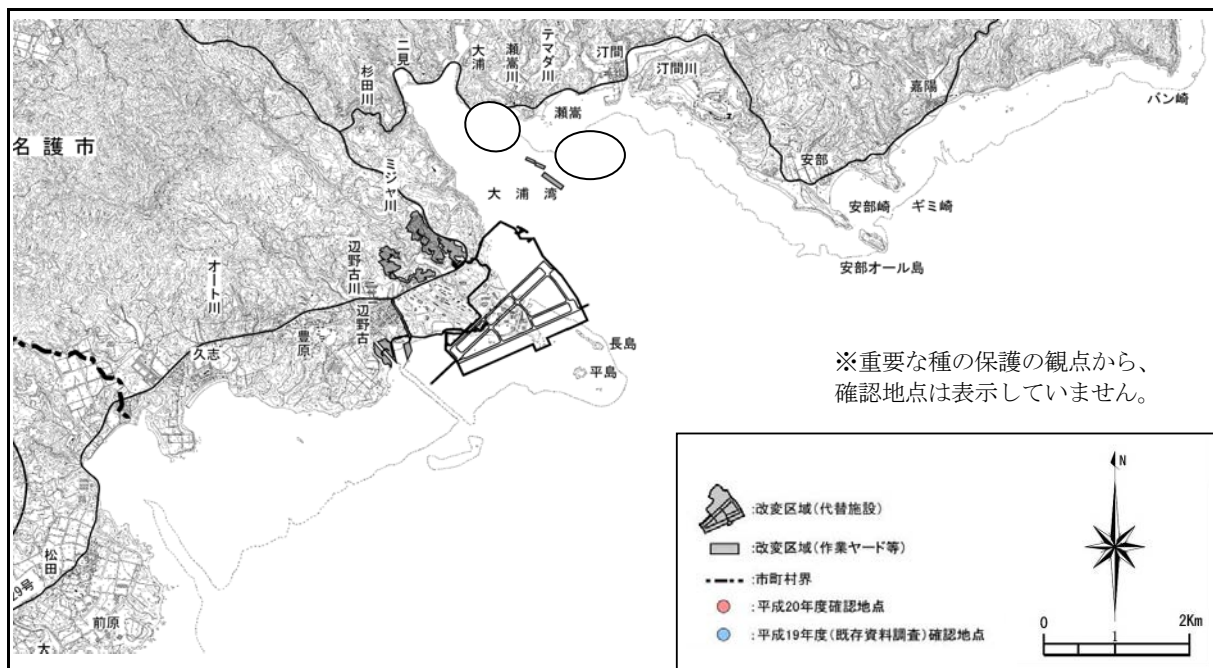 二見
大浦
瀬嵩川
テマダ川
汀間
杉田川
汀間川
嘉陽
バン崎
瀬嵩
名護市
ミジャ川
安部
大浦湾
安部崎
ギミ崎
安部オール島
辺野古川
オート川
辺野古
豊原
久志
長島
平島
※重要な種の保護の観点から、
確認地点は表示していません。
松田
29号
前原
大
N
:改変区域(代替施設)
:改変区域(作業ヤード等)
:市町村界
:平成20年度確認地点
:平成19年度(既存資料調査)確認地点
0 1 2Km